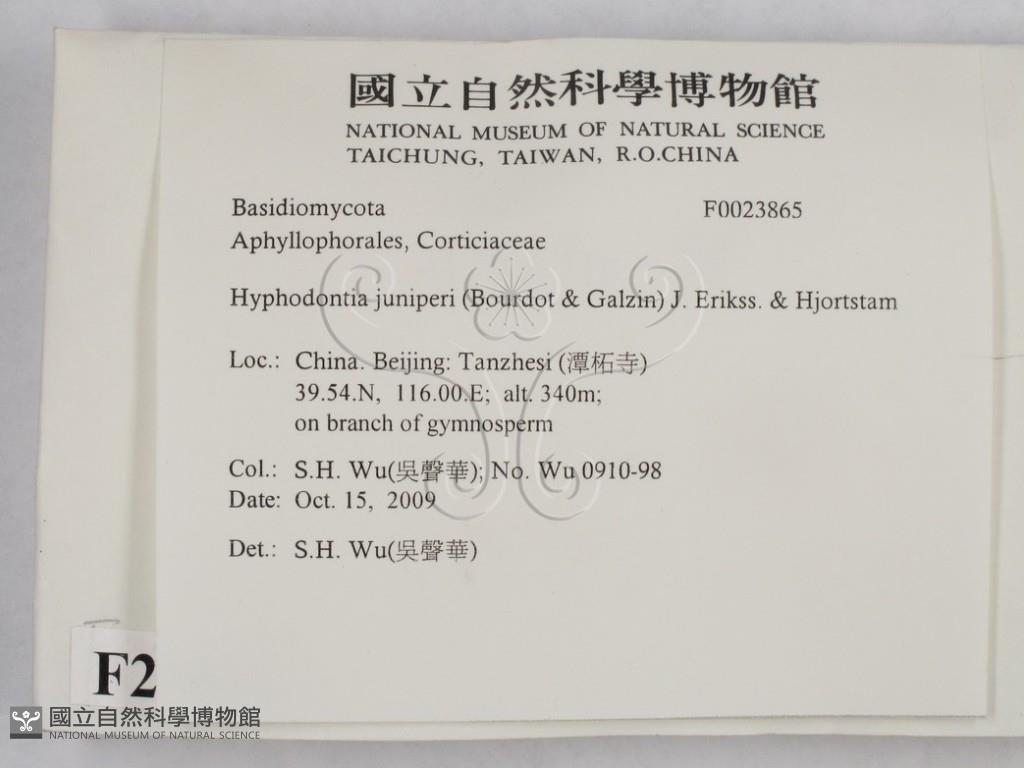 國立自然科學博物館
NATIONAL MUSEUM OF NATURAL SCIENCE
TAICHUNG, TAIWAN, R.O.CHINA
Basidiomycota F0023865
Aphyllophorales, Corticiaceae
Hyphodontia juniperi (Bourdot & Galzin) J. Erikss. & Hjortstam
Loc.: China. Beijing: Tanzhesi (潭柘寺)
39.54.N, 116.00.E; alt. 340m;
on branch of gymnosperm
Col.: S.H. Wu(吳聲華); No. Wu 0910-98
Date: Oct. 15, 2009
Det.: S.H. Wu(吳聲華)
F2
國立自然科學博物館
NATIONAL MUSEUM OF NATURAL SCIENCE